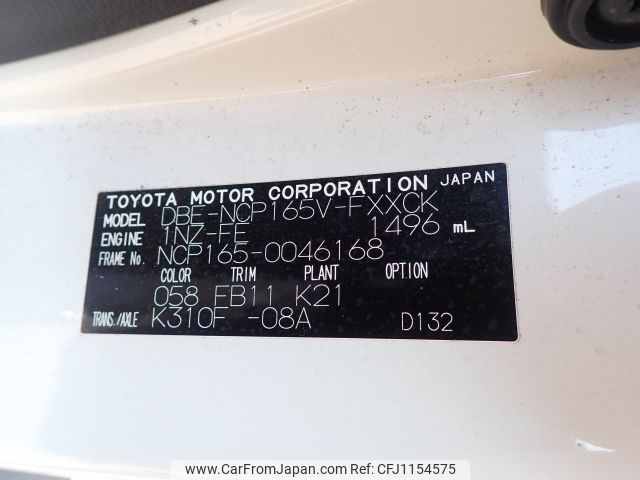 TOYOTA MOTOR CORPORATION JAPAN
MODEL DBE-NCP165V-FXXCK
ENGINE 1NZ-FE 1496 mL
FRAME No. NCP165-0046168
COLOR TRIM PLANT OPTION
058 FB11 K21
TRANS./AXLE K310F -08A D132
www.CarFromJapan.com | CFJ1154575